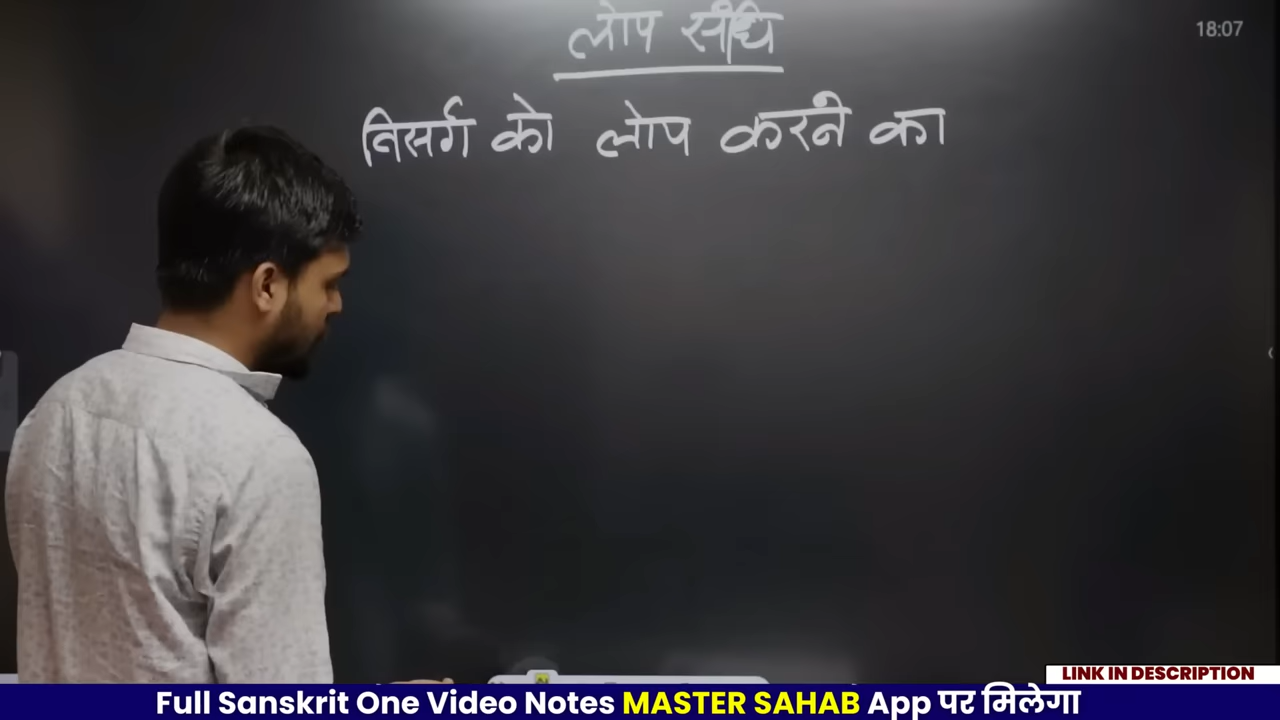 लोप संधि
18:07
विसर्ग को लोप करने का
LINK IN DESCRIPTION
Full Sanskrit One Video Notes MASTER SAHAB App पर मिलेगा